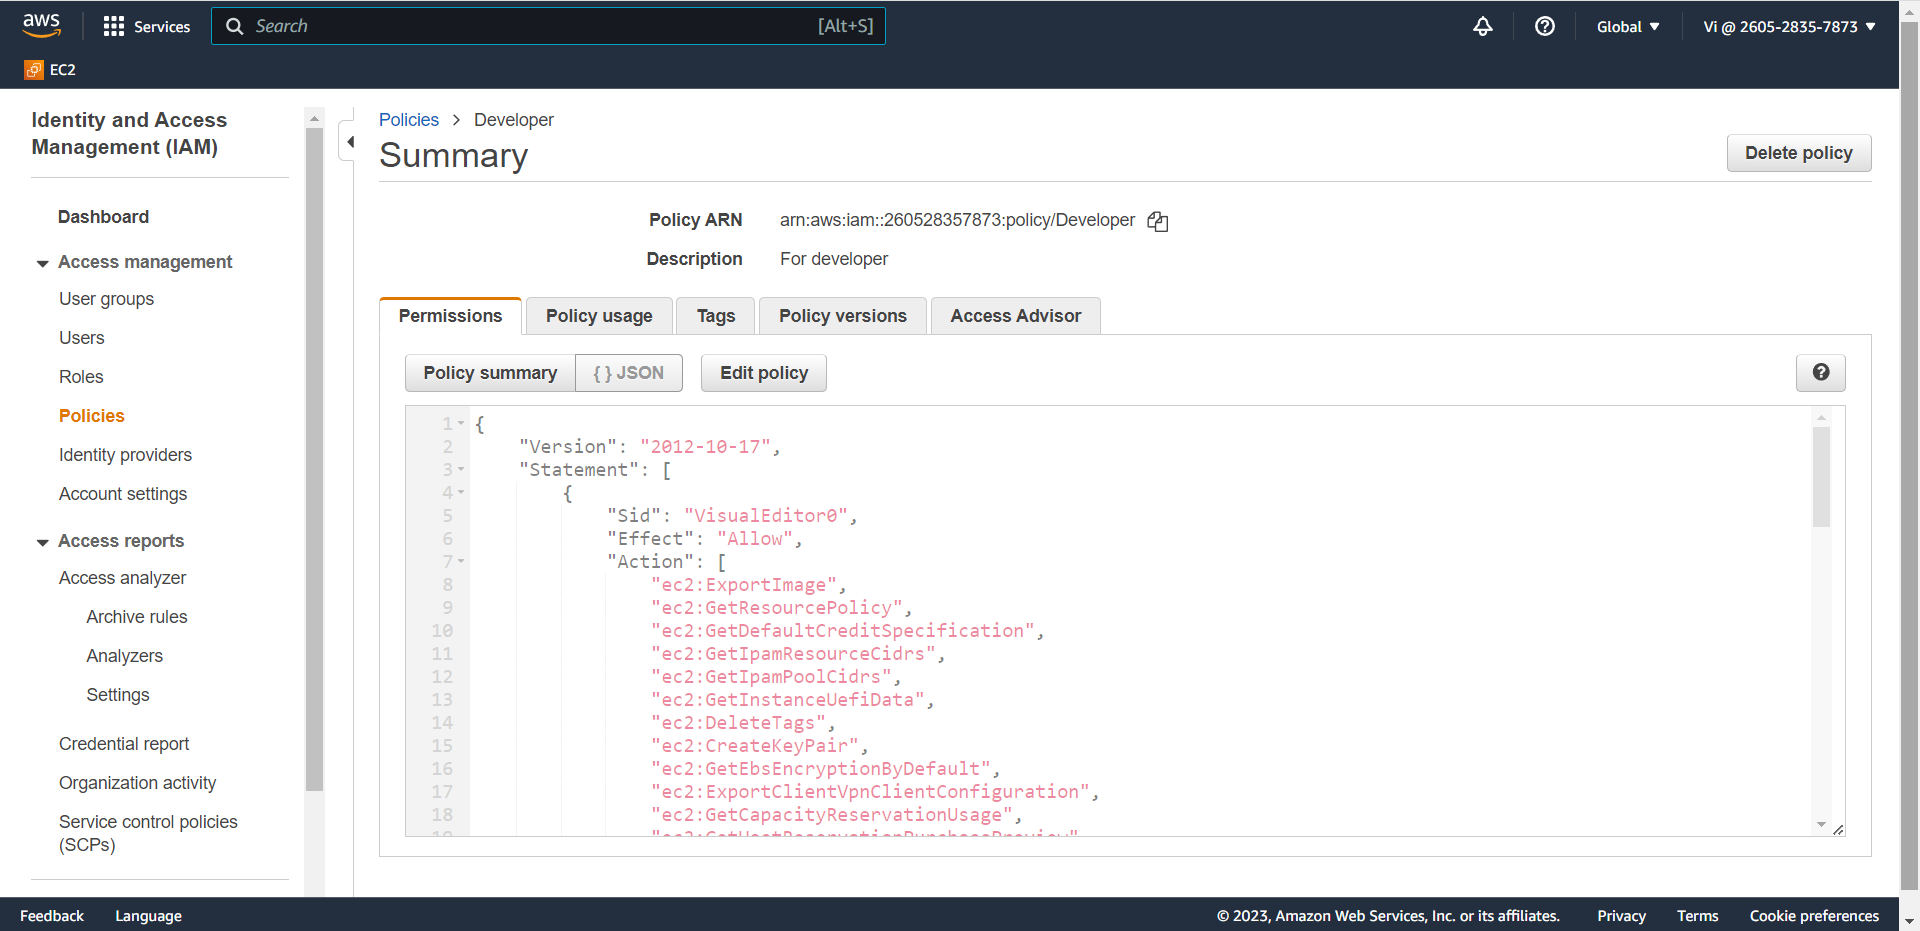 aws
Services
Search [Alt+S]
Global
Vi @ 2605-2835-7873
EC2
Identity and Access
Management (IAM)
Dashboard
Access management
User groups
Users
Roles
Policies
Identity providers
Account settings
Access reports
Access analyzer
Archive rules
Analyzers
Settings
Credential report
Organization activity
Service control policies
(SCPs)
Policies > Developer
Summary
Delete policy
Policy ARN arn:aws:iam::260528357873:policy/Developer
Description For developer
Permissions Policy usage Tags Policy versions Access Advisor
Policy summary { } JSON Edit policy
1 {
2 "Version": "2012-10-17",
3 "Statement": [
4 {
5 "Sid": "VisualEditor0",
6 "Effect": "Allow",
7 "Action": [
8 "ec2:ExportImage",
9 "ec2:GetResourcePolicy",
10 "ec2:GetDefaultCreditSpecification",
11 "ec2:GetIpamResourceCidrs",
12 "ec2:GetIpamPoolCidrs",
13 "ec2:GetInstanceUefiData",
14 "ec2:DeleteTags",
15 "ec2:CreateKeyPair",
16 "ec2:GetEbsEncryptionByDefault",
17 "ec2:ExportClientVpnClientConfiguration",
18 "ec2:GetCapacityReservationUsage",
19 "ec2:GetHostReservationPurchasePreview"
Feedback Language
© 2023, Amazon Web Services, Inc. or its affiliates. Privacy Terms Cookie preferences